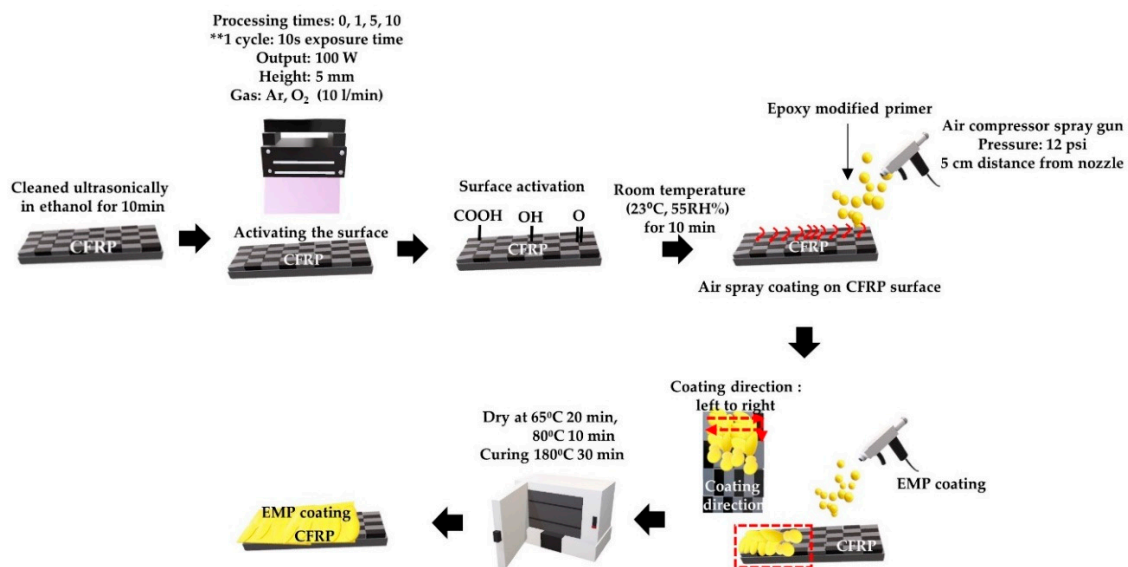 Processing times: 0, 1, 5, 10
**1 cycle: 10s exposure time
Output: 100 W
Height: 5 mm
Gas: Ar, O₂ (10 l/min)
Cleaned ultrasonically
in ethanol for 10min
CFRP
Activating the surface
CFRP
Surface activation
COOH
OH
O
CFRP
Room temperature
(23⁰C, 55RH%)
for 10 min
Epoxy modified primer
Air compressor spray gun
Pressure: 12 psi
5 cm distance from nozzle
CFRP
Air spray coating on CFRP surface
Coating direction :
left to right
Coating
direction
EMP coating
CFRP
Dry at 65⁰C 20 min,
80⁰C 10 min
Curing 180⁰C 30 min
EMP coating
CFRP